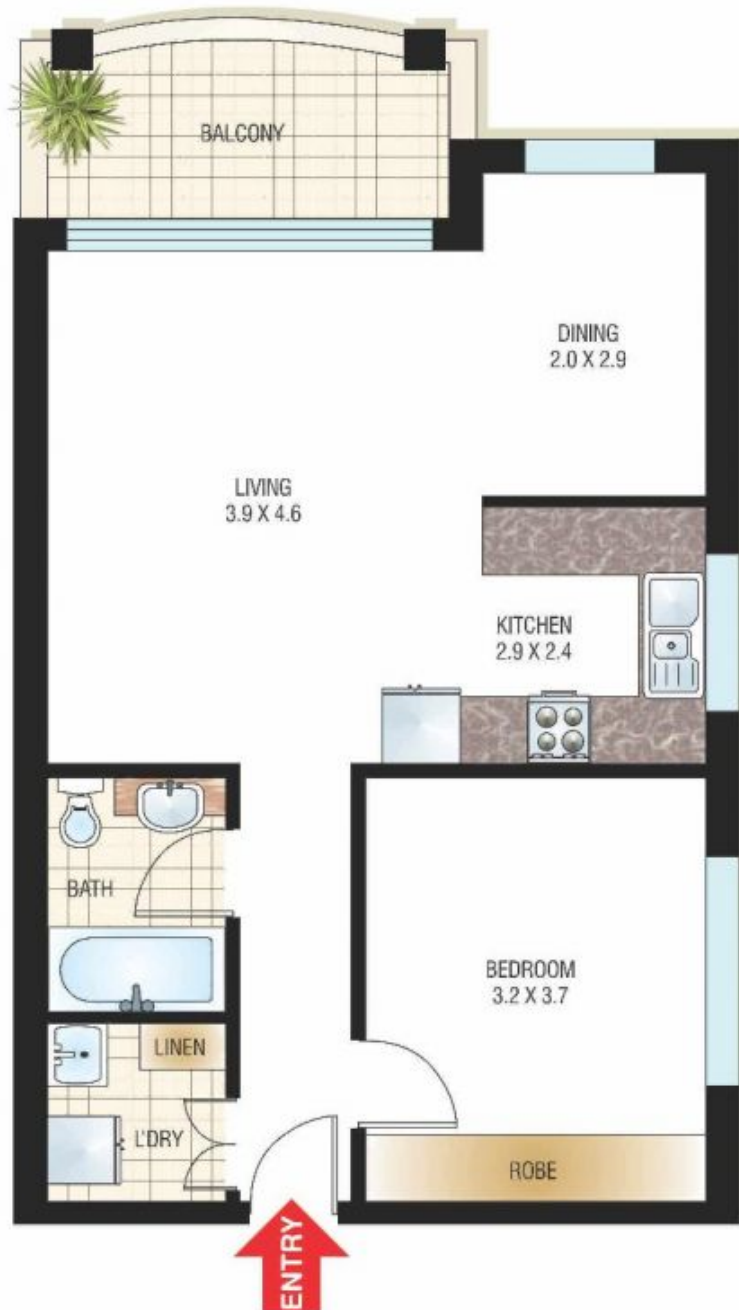 BALCONY
DINING
2.0 X 2.9
LIVING
3.9 X 4.6
KITCHEN
2.9 X 2.4
BATH
BEDROOM
3.2 X 3.7
LINEN
L'DRY
ROBE
ENTRY